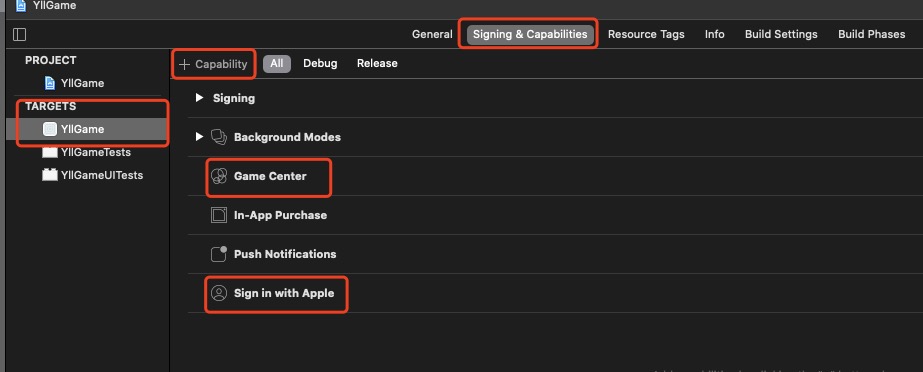 YllGame
General Signing & Capabilities Resource Tags Info Build Settings Build Phases
PROJECT
+ Capability All Debug Release
YllGame
TARGETS
Signing
YllGame
Background Modes
YllGameTests
YllGameUITests
Game Center
In-App Purchase
Push Notifications
Sign in with Apple